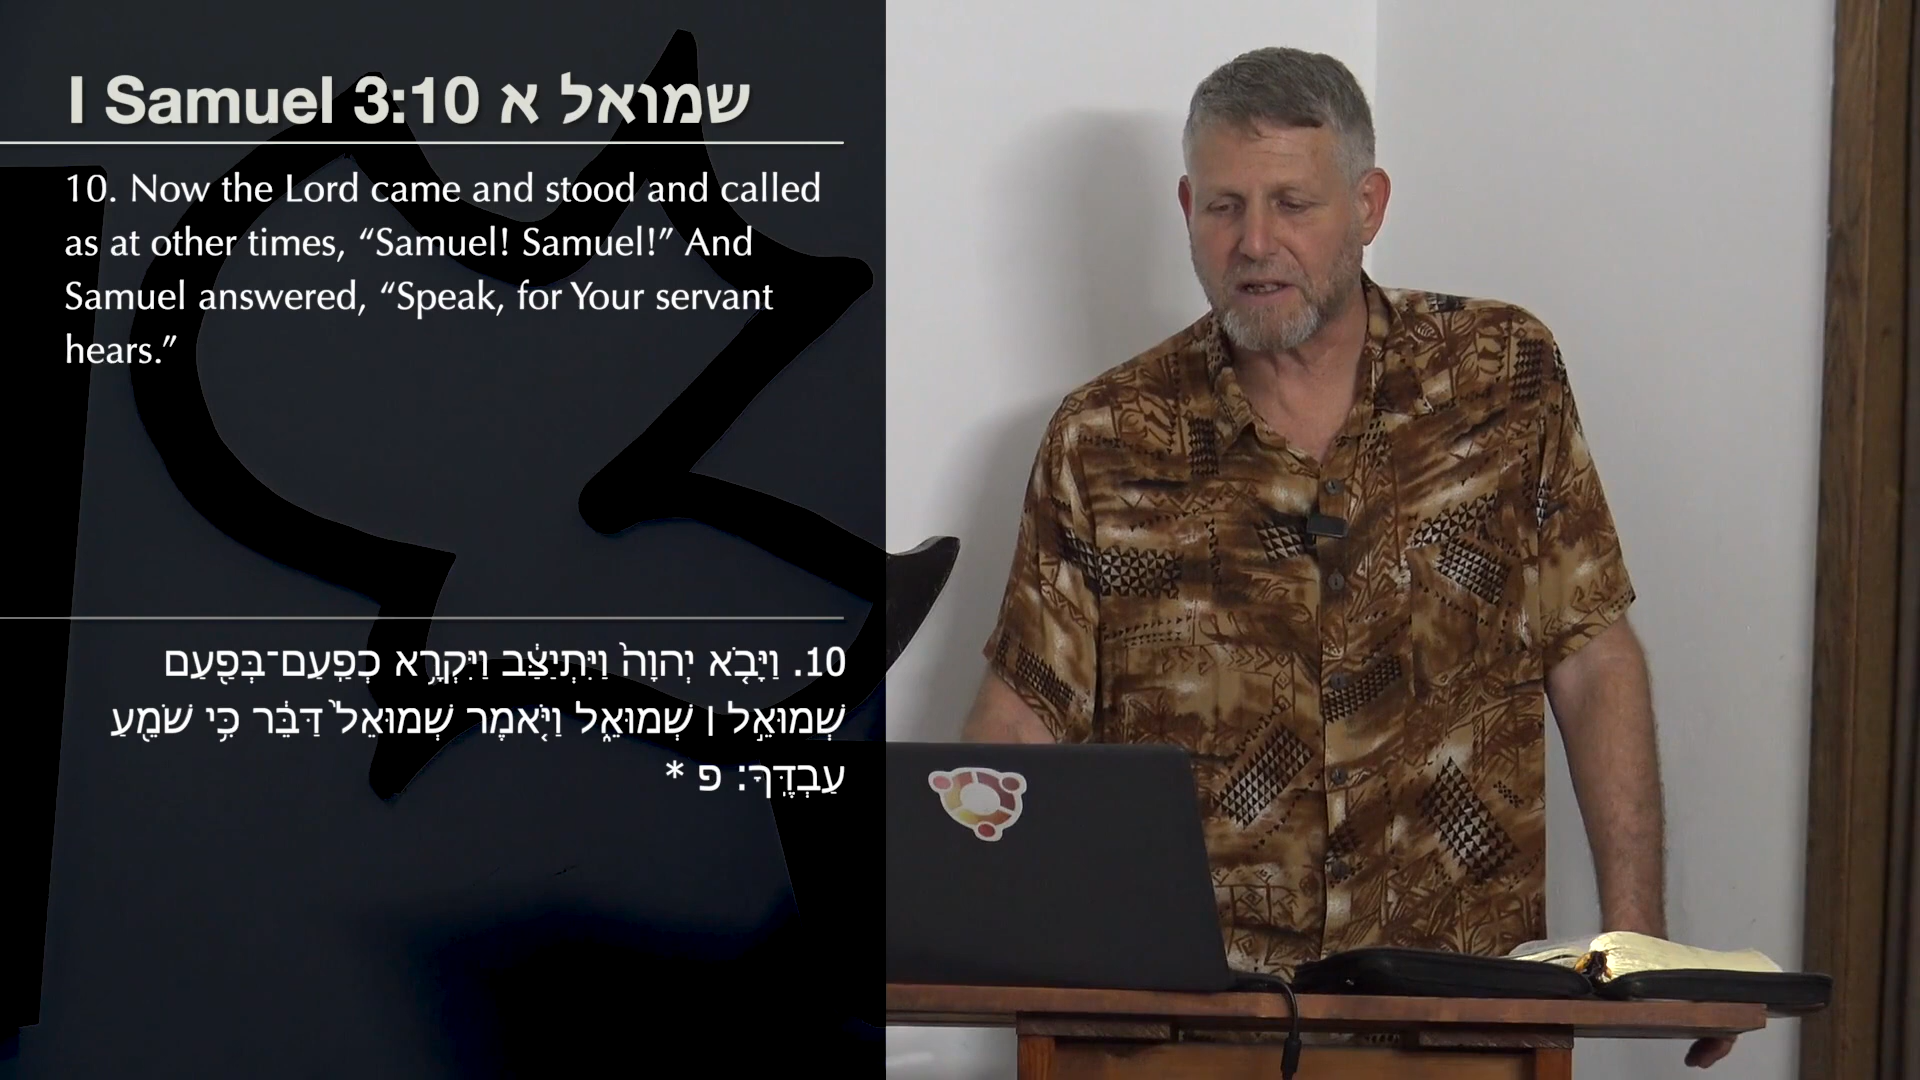 I Samuel 3:10 שמואל א
10. Now the Lord came and stood and called
as at other times, “Samuel! Samuel!” And
Samuel answered, “Speak, for Your servant
hears.”
10. וַיָּבֹ֤א יְהוָה֙ וַיִּתְיַצַּ֔ב וַיִּקְרָ֥א כְפַֽעַם־בְּפַ֖עַם
שְׁמוּאֵ֣ל ׀ שְׁמוּאֵ֑ל וַיֹּ֤אמֶר שְׁמוּאֵל֙ דַּבֵּ֔ר כִּ֥י שֹׁמֵ֖עַ
עַבְדֶּֽךָ׃ פ *